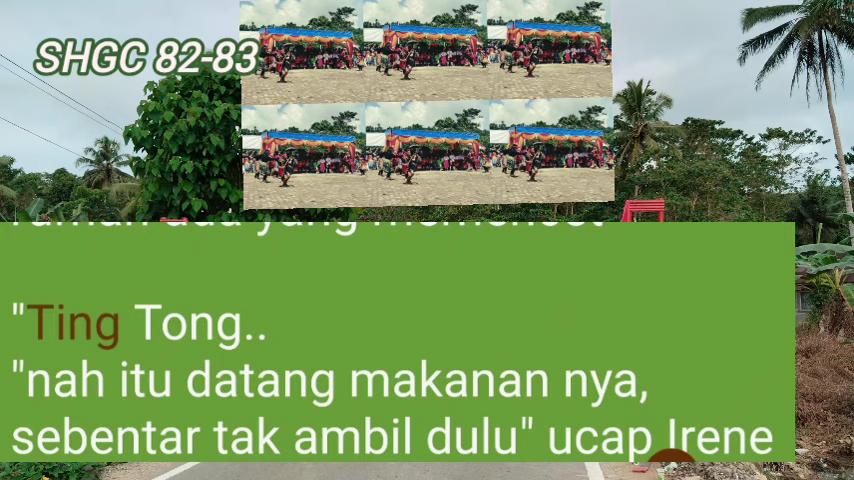 SHGC 82-83
"Ting Tong..
"nah itu datang makanan nya,
sebentar tak ambil dulu" ucap Irene